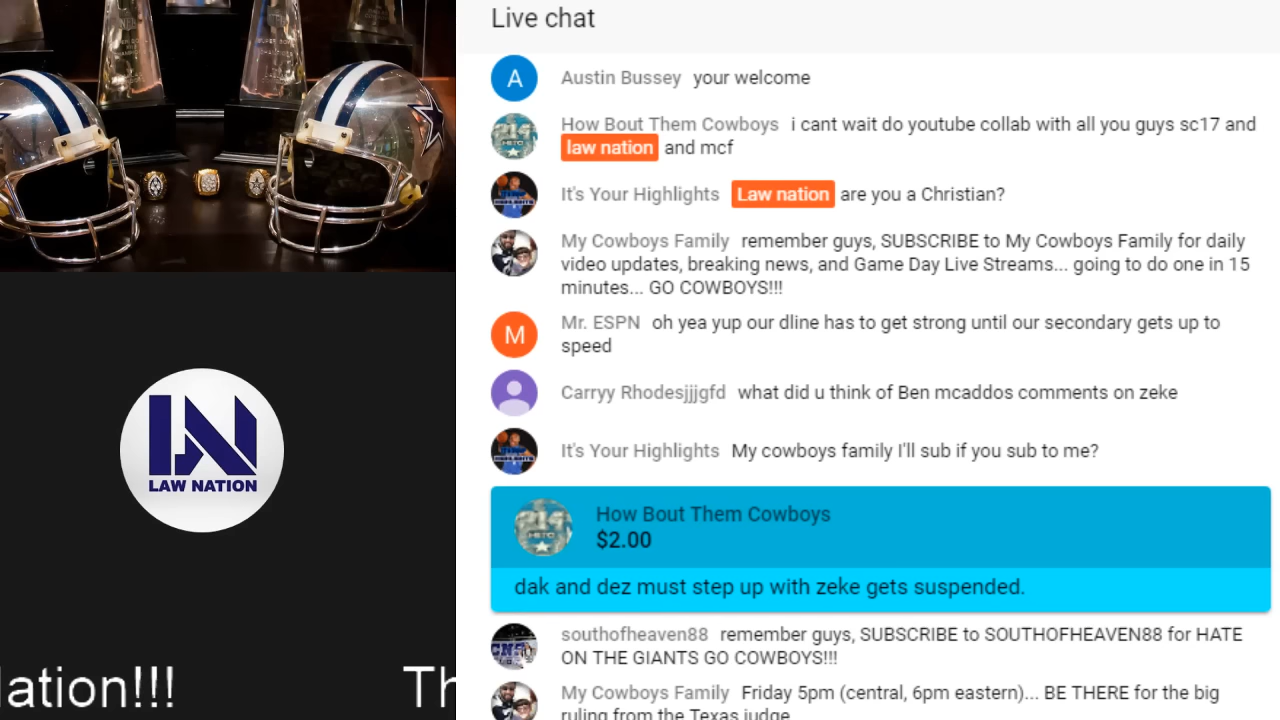 Live chat
A
Austin Bussey your welcome
How Bout Them Cowboys i cant wait do youtube collab with all you guys sc17 and
law nation and mcf
It's Your Highlights Law nation are you a Christian?
My Cowboys Family remember guys, SUBSCRIBE to My Cowboys Family for daily
video updates, breaking news, and Game Day Live Streams... going to do one in 15
minutes... GO COWBOYS!!!
M
Mr. ESPN oh yea yup our dline has to get strong until our secondary gets up to
speed
Carryy Rhodesjjjgfd what did u think of Ben mcaddos comments on zeke
It's Your Highlights My cowboys family I'll sub if you sub to me?
How Bout Them Cowboys
$2.00
dak and dez must step up with zeke gets suspended.
southofheaven88 remember guys, SUBSCRIBE to SOUTHOFHEAVEN88 for HATE
ON THE GIANTS GO COWBOYS!!!
My Cowboys Family Friday 5pm (central, 6pm eastern)... BE THERE for the big
ruling from the Texas judge
LN
LAW NATION
ation!!! Th